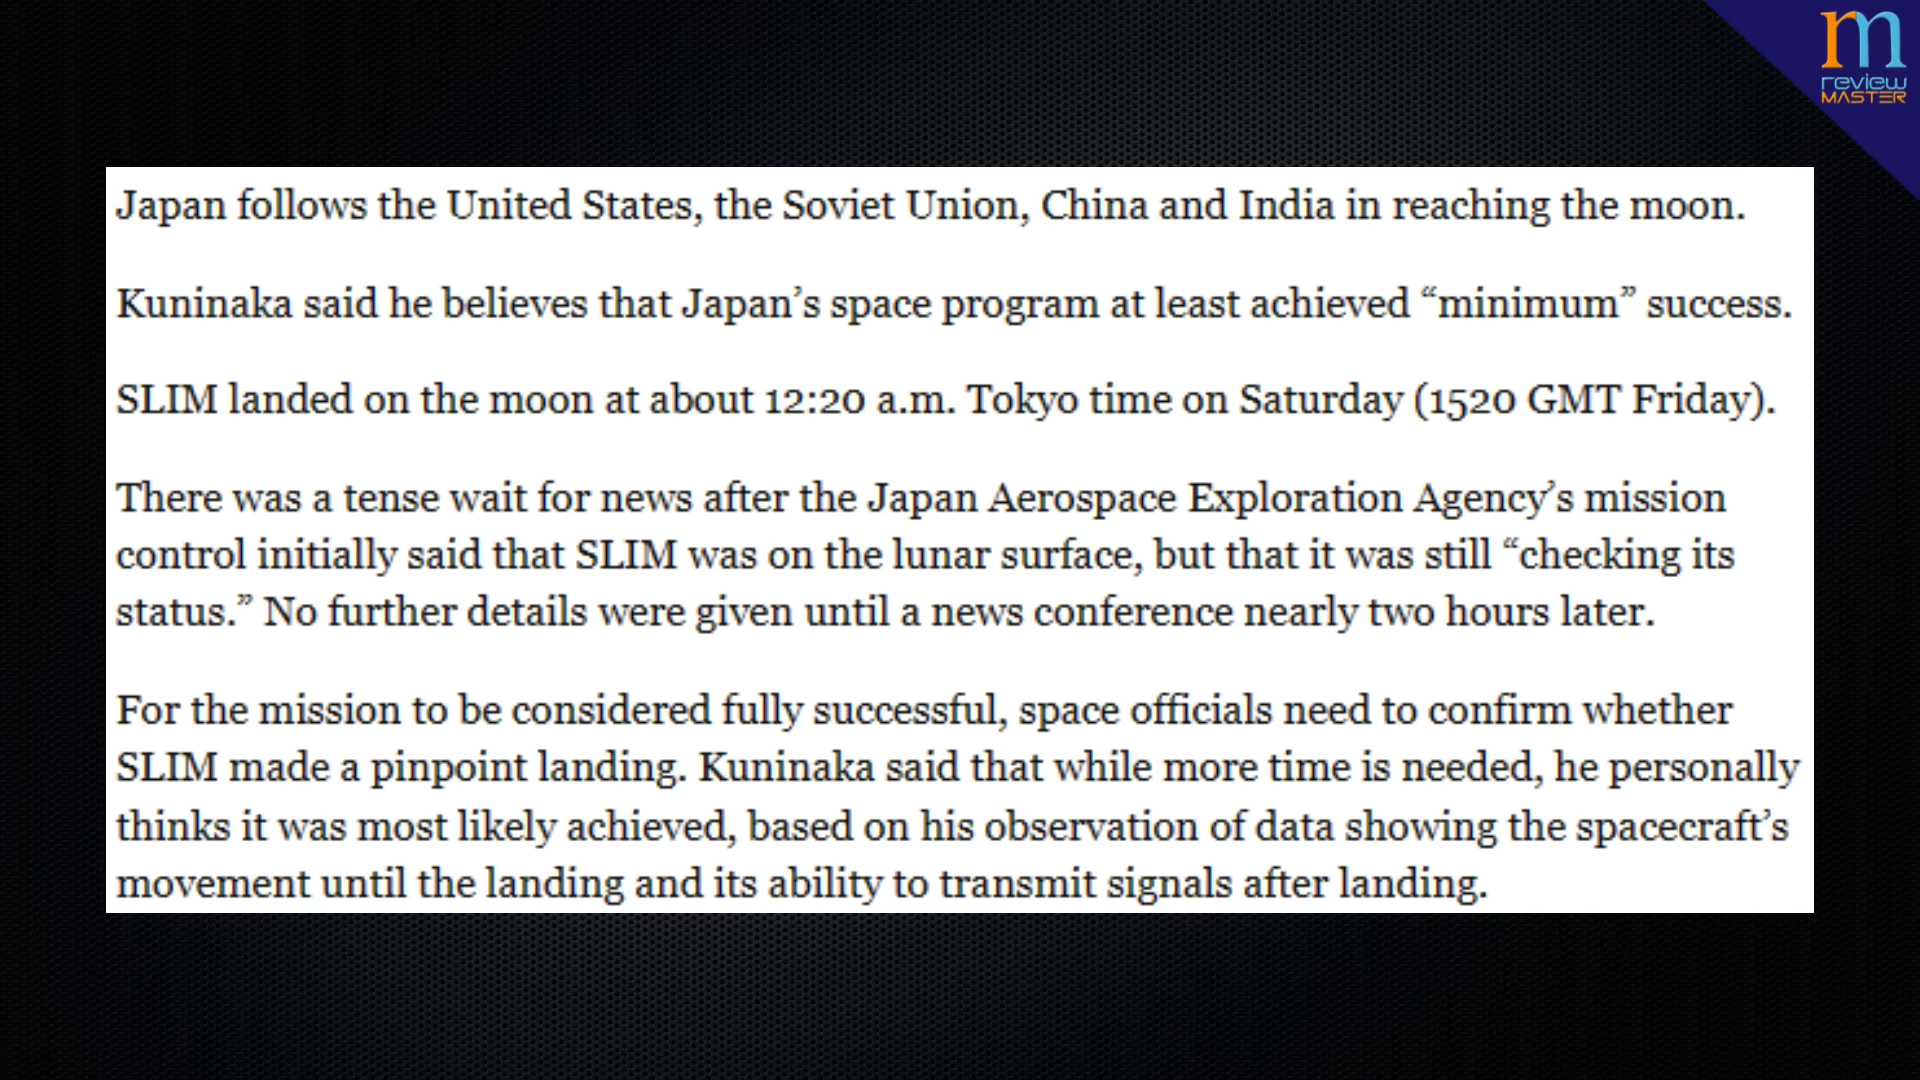 rm
review
MASTER
Japan follows the United States, the Soviet Union, China and India in reaching the moon.
Kuninaka said he believes that Japan’s space program at least achieved “minimum” success.
SLIM landed on the moon at about 12:20 a.m. Tokyo time on Saturday (1520 GMT Friday).
There was a tense wait for news after the Japan Aerospace Exploration Agency’s mission
control initially said that SLIM was on the lunar surface, but that it was still “checking its
status.” No further details were given until a news conference nearly two hours later.
For the mission to be considered fully successful, space officials need to confirm whether
SLIM made a pinpoint landing. Kuninaka said that while more time is needed, he personally
thinks it was most likely achieved, based on his observation of data showing the spacecraft’s
movement until the landing and its ability to transmit signals after landing.